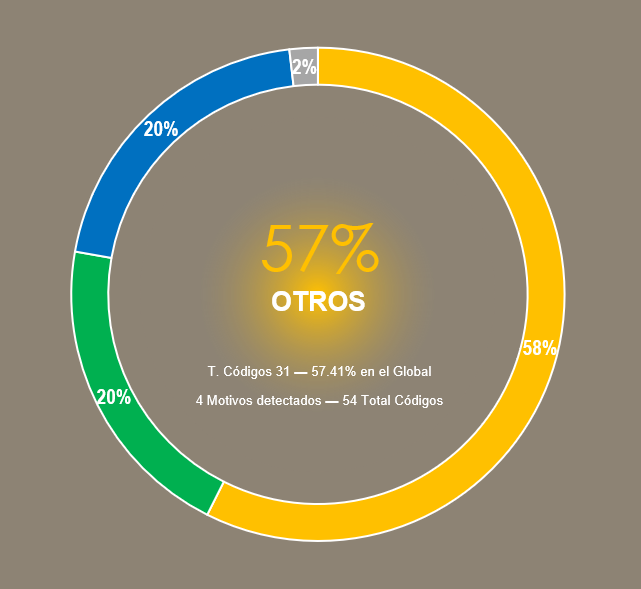 2%
20%
57%
OTROS
58%
T. Códigos 31 — 57.41% en el Global
20%
4 Motivos detectados — 54 Total Códigos